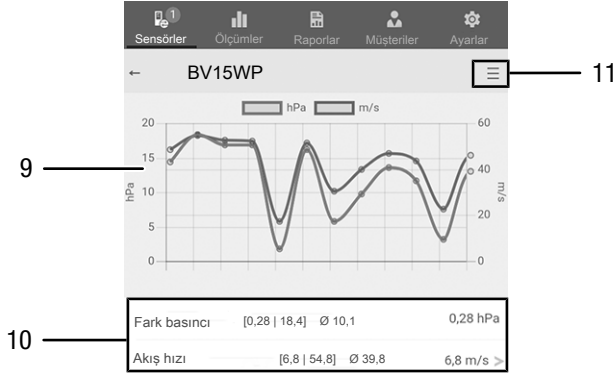 1
Sensörler Ölçümler Raporlar Müşteriler Ayarlar
← BV15WP ☰ 11
hPa m/s
20 60
9 15 40
hPa 10 m/s
5 20
0 0
10
Fark basıncı [0,28 | 18,4] Ø 10,1 0,28 hPa
Akış hızı [6,8 | 54,8] Ø 39,8 6,8 m/s >